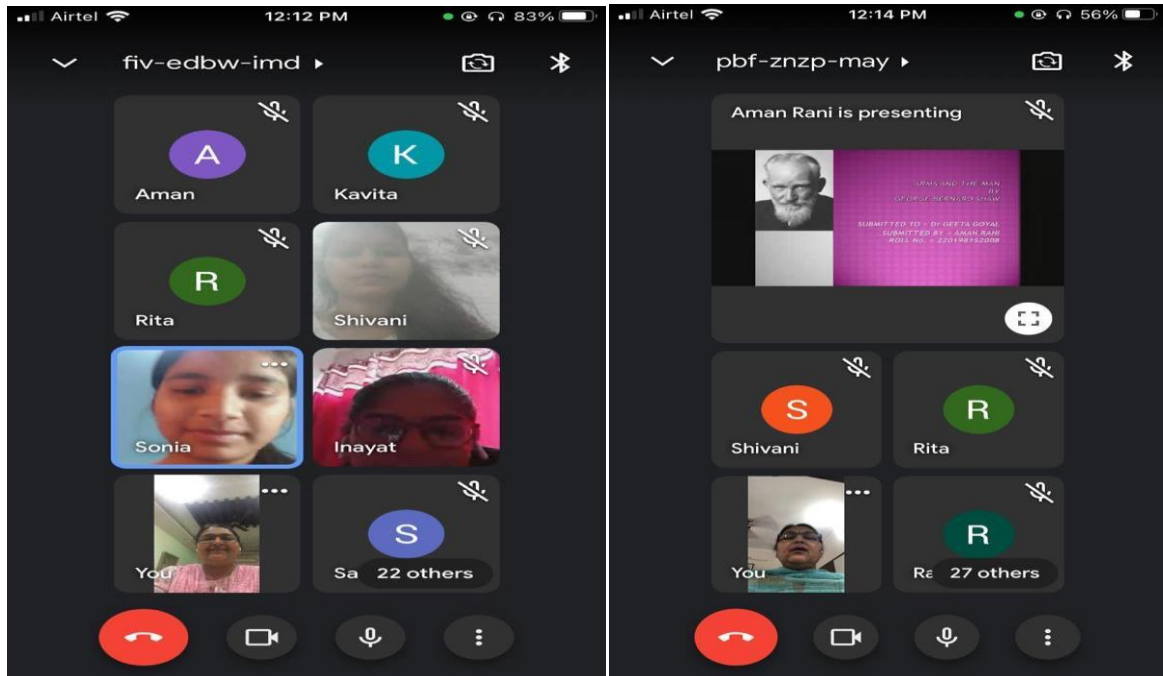 Airtel 12:12 PM 83%
fiv-edbw-imd
A
Aman
K
Kavita
R
Rita
Shivani
Sonia
Inayat
You
S
Sa 22 others
Airtel 12:14 PM 56%
pbf-znzp-may
Aman Rani is presenting
ARMS AND THE MAN
BY
GEORGE BERNARD SHAW
SUBMITTED TO - Dr GEETA GOYAL
SUBMITTED BY - AMAN RANI
ROLL No. -
S
Shivani
R
Rita
You
R
Ra 27 others